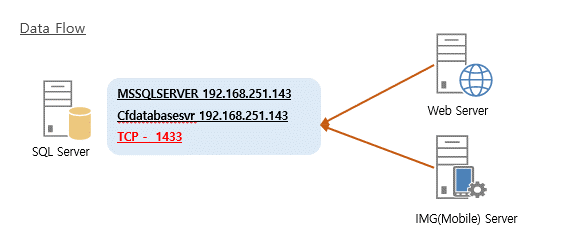 Data Flow
MSSQLSERVER 192.168.251.143
Cfdatabasesvr 192.168.251.143
TCP - 1433
SQL Server
Web Server
IMG(Mobile) Server